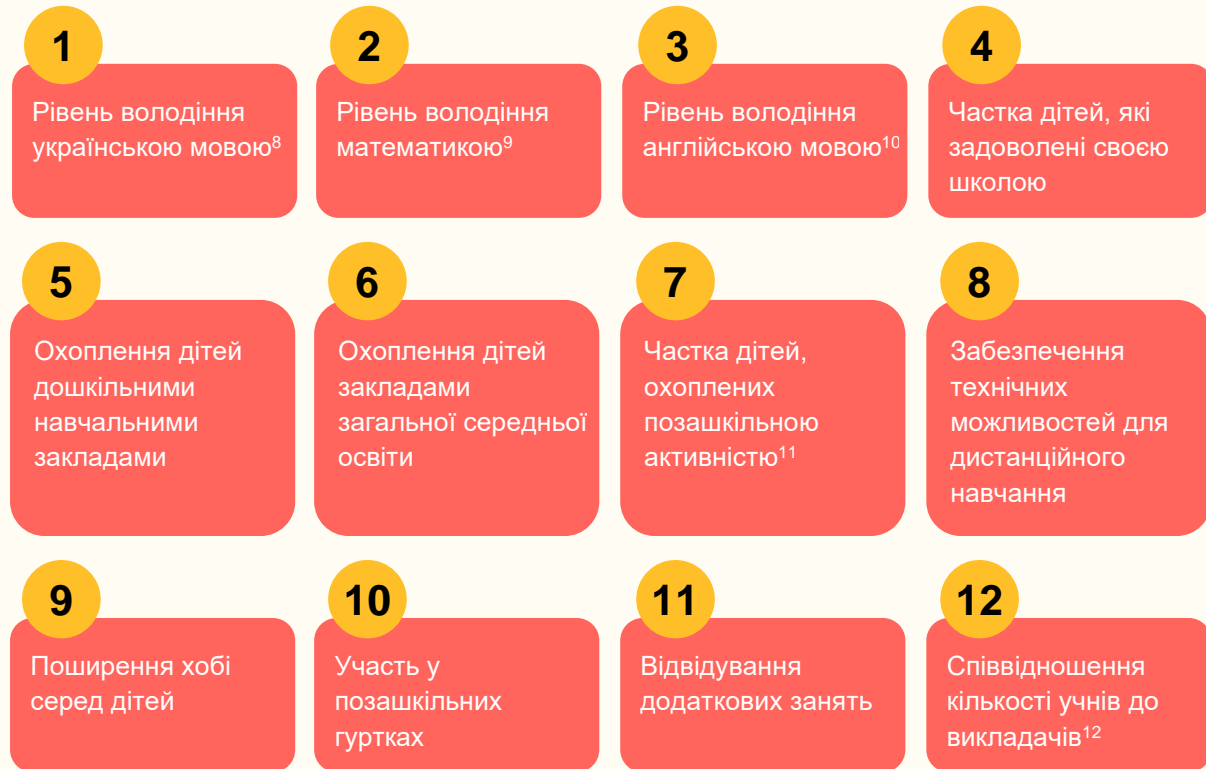 1
Рівень володіння
українською мовою⁸
2
Рівень володіння
математикою⁹
3
Рівень володіння
англійською мовою¹⁰
4
Частка дітей, які
задоволені своєю
школою
5
Охоплення дітей
дошкільними
навчальними
закладами
6
Охоплення дітей
закладами
загальної середньої
освіти
7
Частка дітей,
охоплених
позашкільною
активністю¹¹
8
Забезпечення
технічних
можливостей для
дистанційного
навчання
9
Поширення хобі
серед дітей
10
Участь у
позашкільних
гуртках
11
Відвідування
додаткових занять
12
Співвідношення
кількості учнів до
викладачів¹²